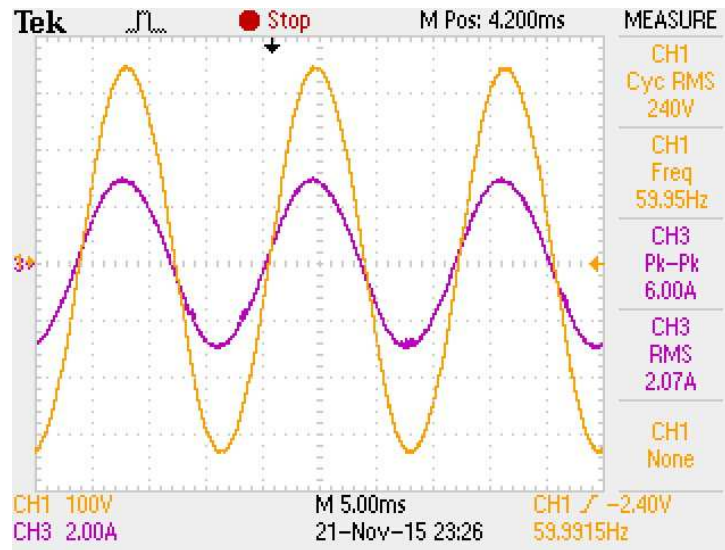 Tek Stop M Pos: 4.200ms MEASURE
CH1
Cyc RMS
240V
CH1
Freq
59.95Hz
3
CH3
Pk-Pk
6.00A
CH3
RMS
2.07A
CH1
None
CH1 100V M 5.00ms CH1 -2.40V
CH3 2.00A 21-Nov-15 23:26 59.9915Hz